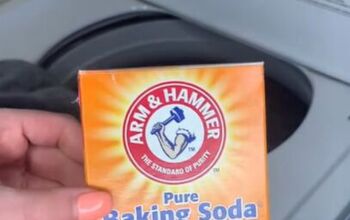 ARM & HAMMER
THE STANDARD OF PURITY
Pure
Baking Soda